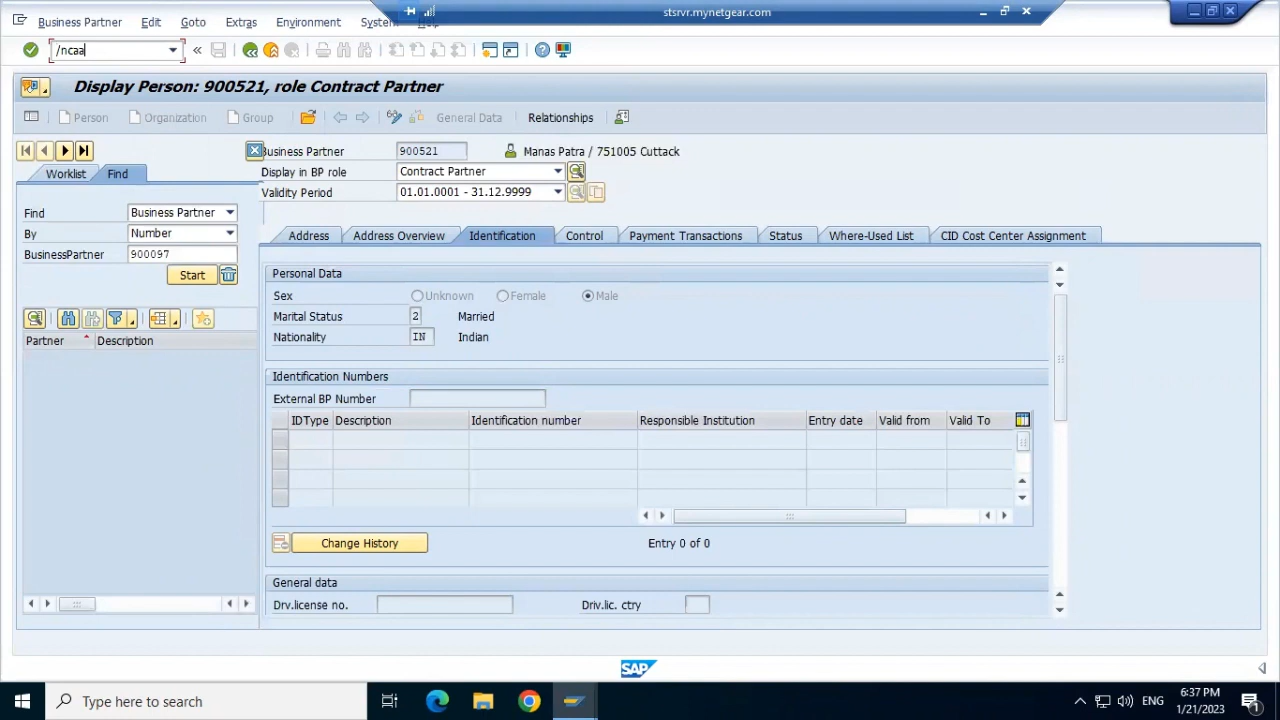 stsrvr.mynetgear.com
Business Partner Edit Goto Extras Environment System
/ncaa
Display Person: 900521, role Contract Partner
Person Organization Group General Data Relationships
Business Partner 900521 Manas Patra / 751005 Cuttack
Worklist Find
Display in BP role Contract Partner
Validity Period 01.01.0001 - 31.12.9999
Find Business Partner
By Number
BusinessPartner 900097
Start
Partner Description
Address Address Overview Identification Control Payment Transactions Status Where-Used List CID Cost Center Assignment
Personal Data
Sex Unknown Female Male
Marital Status 2 Married
Nationality IN Indian
Identification Numbers
External BP Number
IDType Description Identification number Responsible Institution Entry date Valid from Valid To
Change History Entry 0 of 0
General data
Drv.license no. Driv.lic. ctry
SAP
Type here to search
ENG
6:37 PM
1/21/2023
1